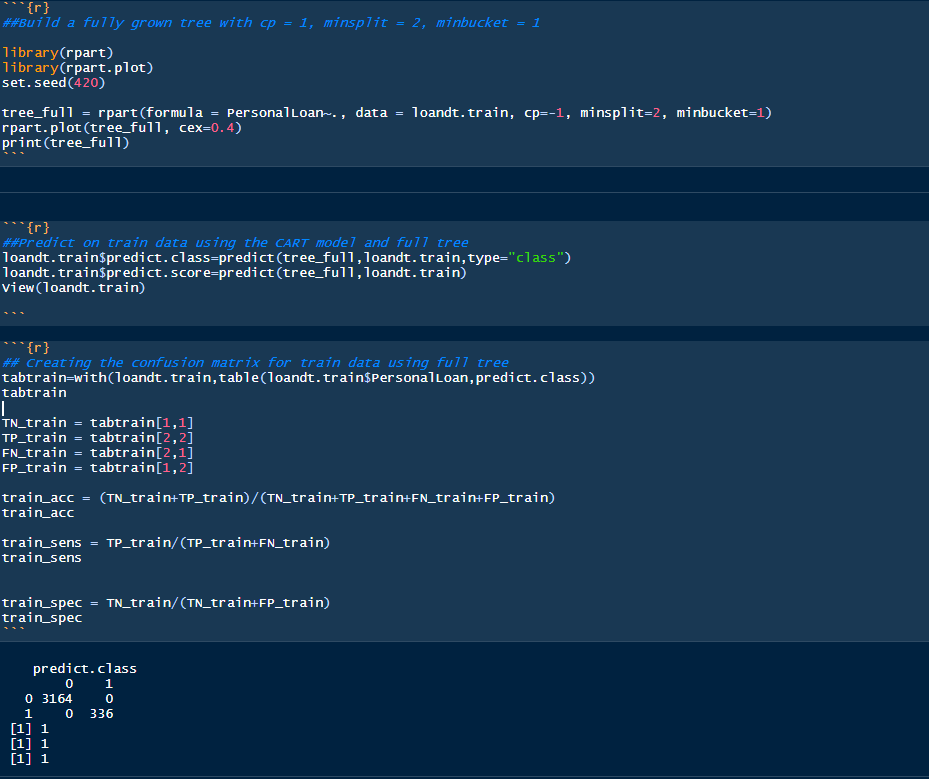 ```{r}
##Build a fully grown tree with cp = 1, minsplit = 2, minbucket = 1
library(rpart)
library(rpart.plot)
set.seed(420)
tree_full = rpart(formula = PersonalLoan~., data = loandt.train, cp=-1, minsplit=2, minbucket=1)
rpart.plot(tree_full, cex=0.4)
print(tree_full)
```
```{r}
##Predict on train data using the CART model and full tree
loandt.train$predict.class=predict(tree_full,loandt.train,type="class")
loandt.train$predict.score=predict(tree_full,loandt.train)
View(loandt.train)
```
```{r}
## Creating the confusion matrix for train data using full tree
tabtrain=with(loandt.train,table(loandt.train$PersonalLoan,predict.class))
tabtrain
TN_train = tabtrain[1,1]
TP_train = tabtrain[2,2]
FN_train = tabtrain[2,1]
FP_train = tabtrain[1,2]
train_acc = (TN_train+TP_train)/(TN_train+TP_train+FN_train+FP_train)
train_acc
train_sens = TP_train/(TP_train+FN_train)
train_sens
train_spec = TN_train/(TN_train+FP_train)
train_spec
```
predict.class
0 1
0 3164 0
1 0 336
[1] 1
[1] 1
[1] 1